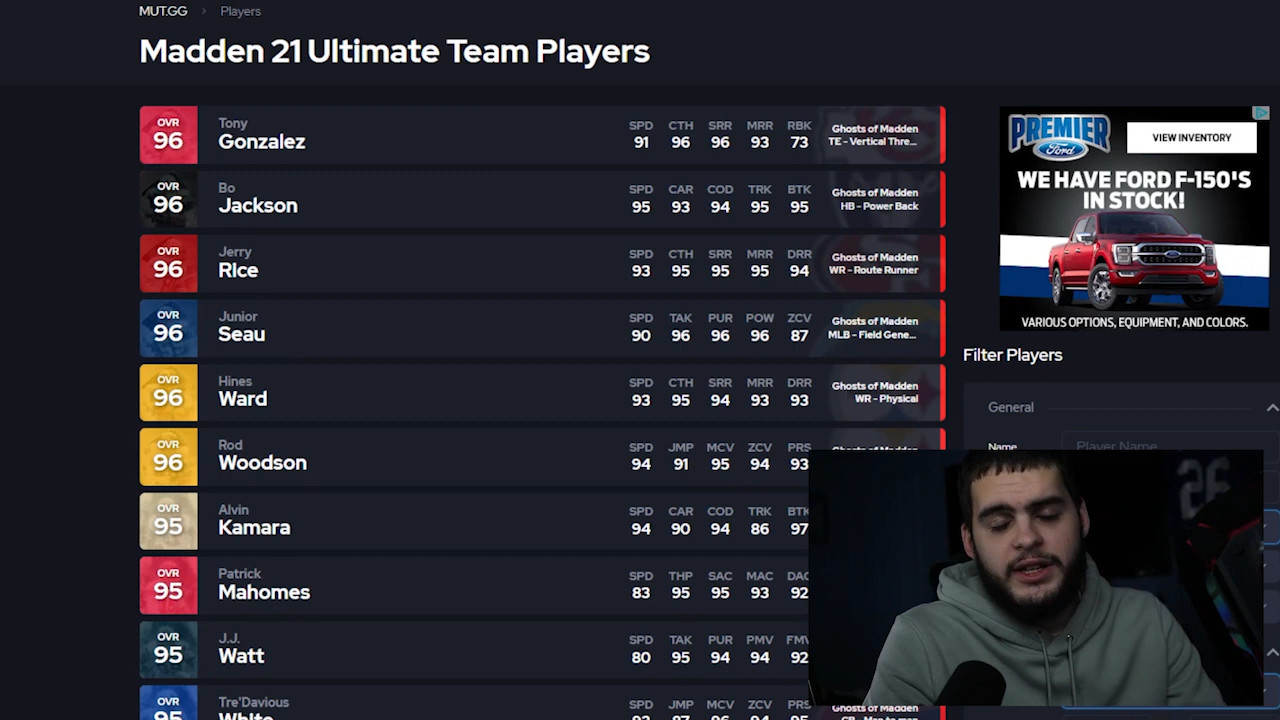 MUT.GG > Players
Madden 21 Ultimate Team Players
OVR
96
Tony
Gonzalez
SPD CTH SRR MRR RBK
91 96 96 93 73
Ghosts of Madden
TE - Vertical Thre...
OVR
96
Bo
Jackson
SPD CAR COD TRK BTK
95 93 94 95 95
Ghosts of Madden
HB - Power Back
OVR
96
Jerry
RIce
SPD CTH SRR MRR DRR
93 95 95 95 94
Ghosts of Madden
WR - Route Runner
OVR
96
Junior
Seau
SPD TAK PUR POW ZCV
90 96 96 96 87
Ghosts of Madden
MLB - Field Gene...
OVR
96
Hines
Ward
SPD CTH SRR MRR DRR
93 95 94 93 93
Ghosts of Madden
WR - Physical
OVR
96
Rod
Woodson
SPD JMP MCV ZCV PRS
94 91 95 94 93
OVR
95
Alvin
Kamara
SPD CAR COD TRK BTK
94 90 94 86 97
OVR
95
Patrick
Mahomes
SPD THP SAC MAC DAC
83 95 95 93 92
OVR
95
J.J.
Watt
SPD TAK PUR PMV FMV
80 95 94 94 92
OVR
95
Tre'Davious
White
SPD JMP MCV ZCV PRS
Ghosts of Madden
PREMIER
Ford
VIEW INVENTORY
WE HAVE FORD F-150'S
IN STOCK!
VARIOUS OPTIONS, EQUIPMENT, AND COLORS.
Filter Players
General
Name
Player Name
26